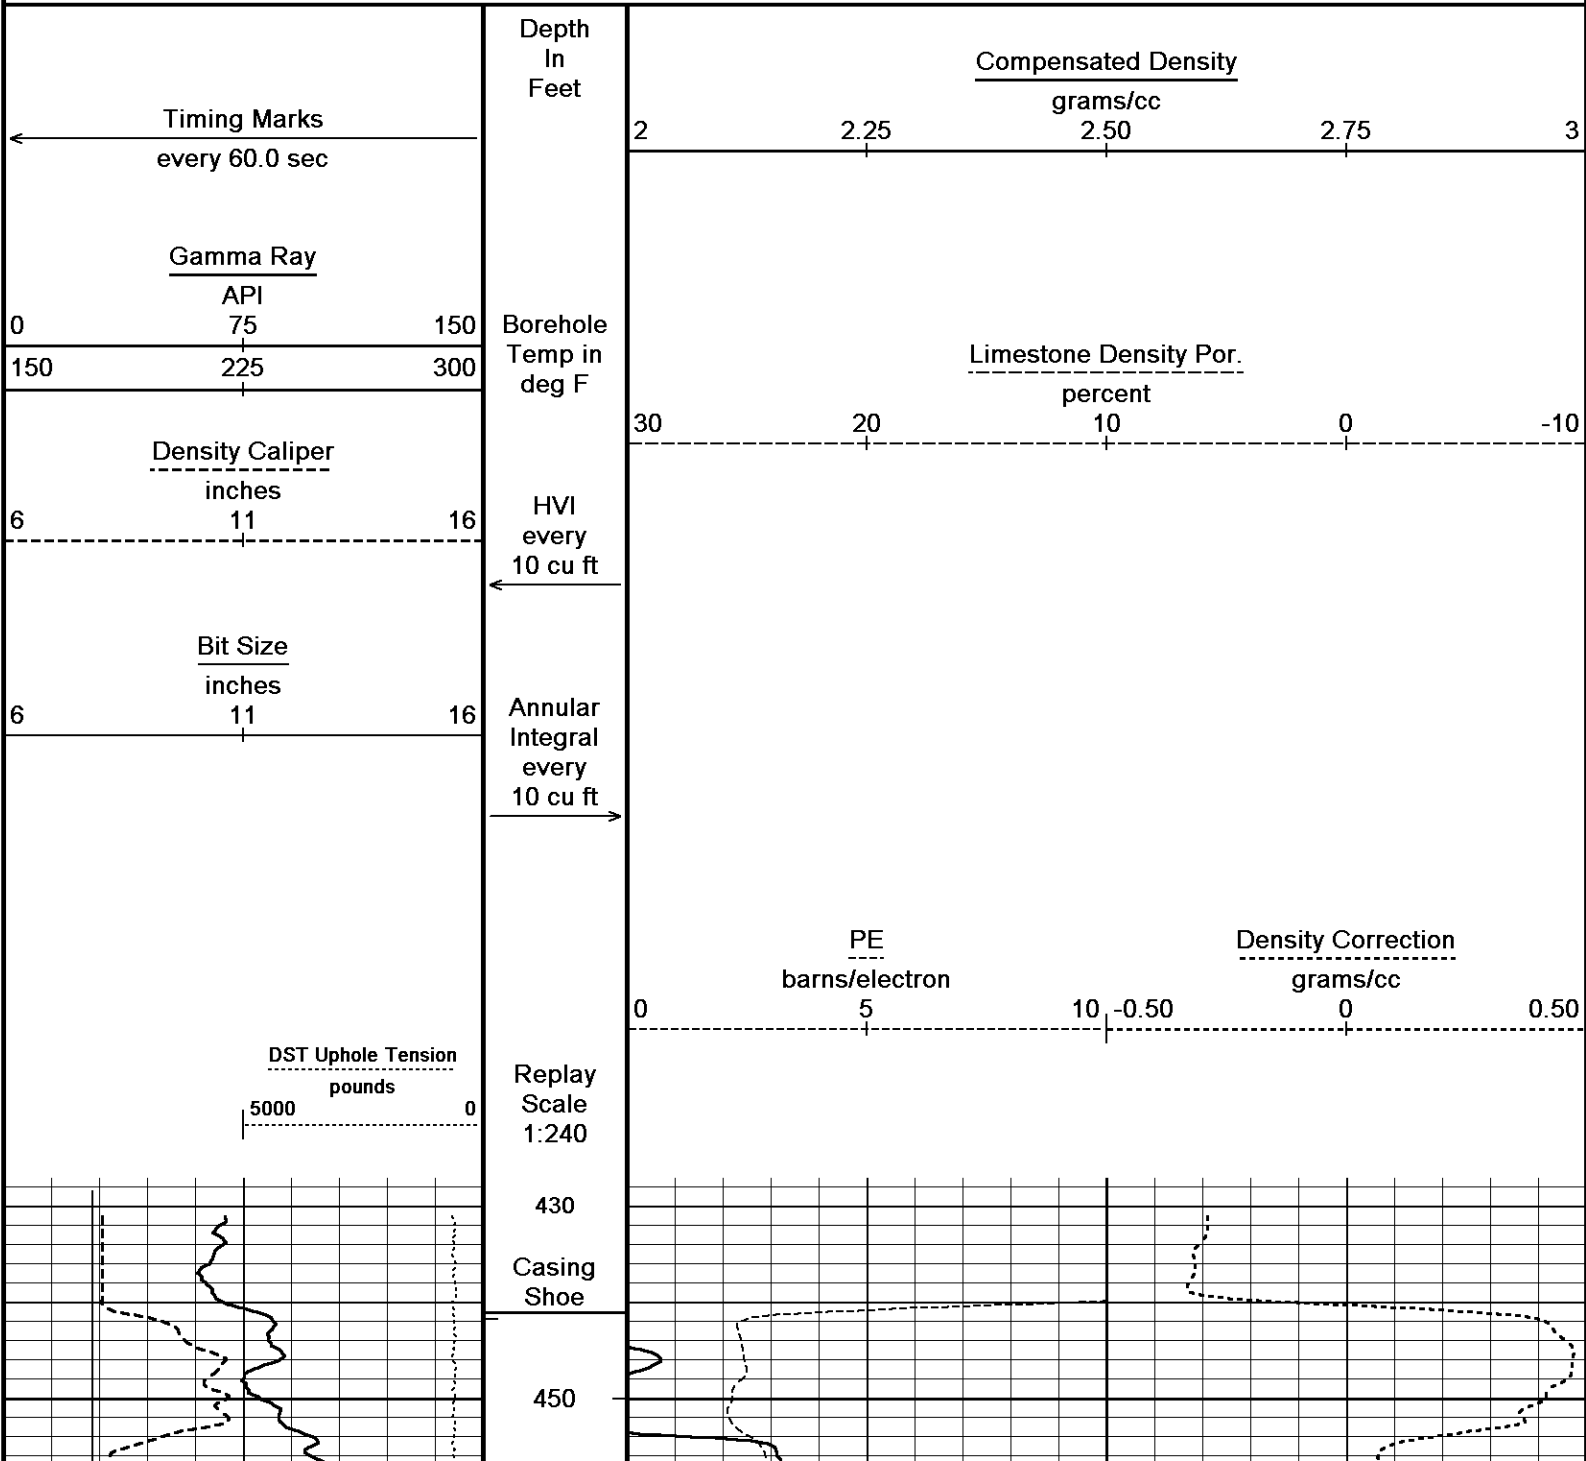 Timing Marks
every 60.0 sec
Gamma Ray
API
0 75 150
150 225 300
Density Caliper
inches
6 11 16
Bit Size
inches
6 11 16
DST Uphole Tension
pounds
5000 0
Depth
In
Feet
Borehole
Temp in
deg F
HVI
every
10 cu ft
Annular
Integral
every
10 cu ft
Replay
Scale
1:240
430
Casing
Shoe
450
Compensated Density
grams/cc
2 2.25 2.50 2.75 3
Limestone Density Por.
percent
30 20 10 0 -10
PE
barns/electron
0 5 10
Density Correction
grams/cc
-0.50 0 0.50